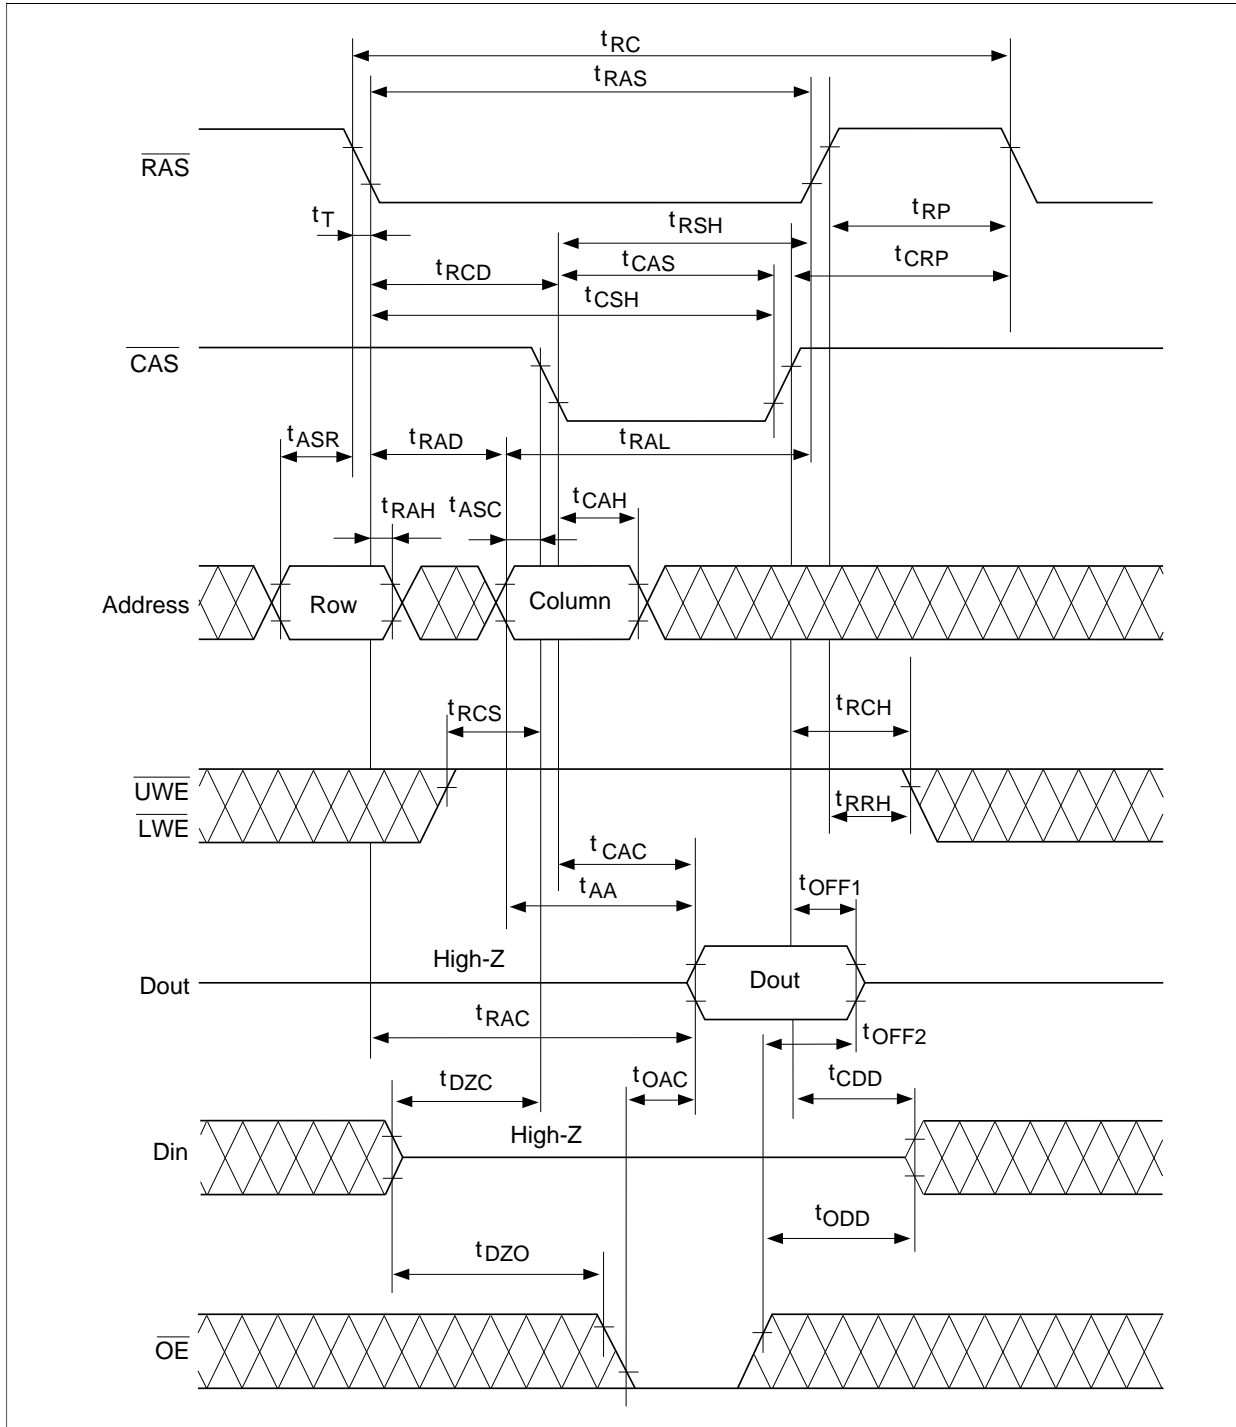 tRC
tRAS
RAS
tT
tRSH
tRP
tRCD
tCAS
tCRP
tCSH
CAS
tASR
tRAD
tRAL
tRAH
tASC
tCAH
Address
Row
Column
tRCS
tRCH
UWE
LWE
tRRH
tCAC
tAA
tOFF1
High-Z
Dout
Dout
tRAC
tOFF2
tDZC
tOAC
tCDD
Din
High-Z
tODD
tDZO
OE